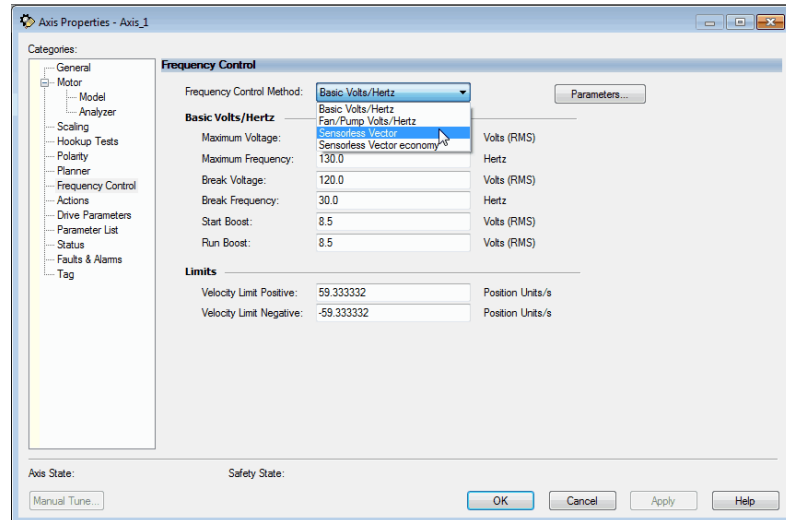 Axis Properties - Axis_1
Categories:
General
Motor
Model
Analyzer
Scaling
Hookup Tests
Polarity
Planner
Frequency Control
Actions
Drive Parameters
Parameter List
Status
Faults & Alarms
Tag
Frequency Control
Frequency Control Method: Basic Volts/Hertz Parameters...
Basic Volts/Hertz
Fan/Pump Volts/Hertz
Sensorless Vector
Sensorless Vector economy
Basic Volts/Hertz
Maximum Voltage: Volts (RMS)
Maximum Frequency: 130.0 Hertz
Break Voltage: 120.0 Volts (RMS)
Break Frequency: 30.0 Hertz
Start Boost: 8.5 Volts (RMS)
Run Boost: 8.5 Volts (RMS)
Limits
Velocity Limit Positive: 59.333332 Position Units/s
Velocity Limit Negative: -59.333332 Position Units/s
Axis State: Safety State:
Manual Tune... OK Cancel Apply Help